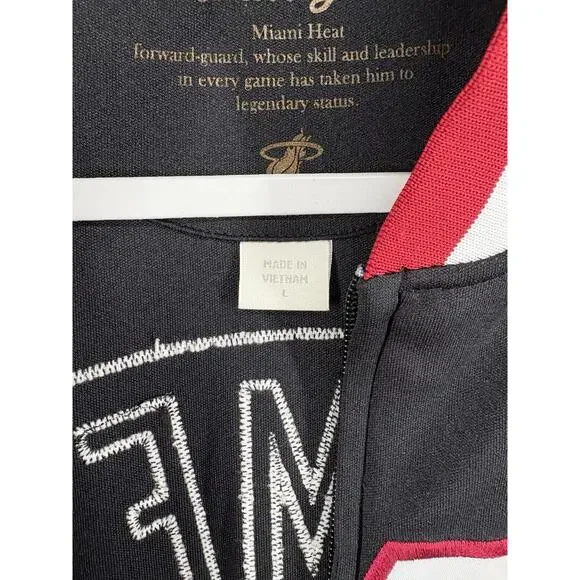 Miami Heat
forward-guard, whose skill and leadership
in every game has taken him to
legendary status.
MADE IN
VIETNAM
L